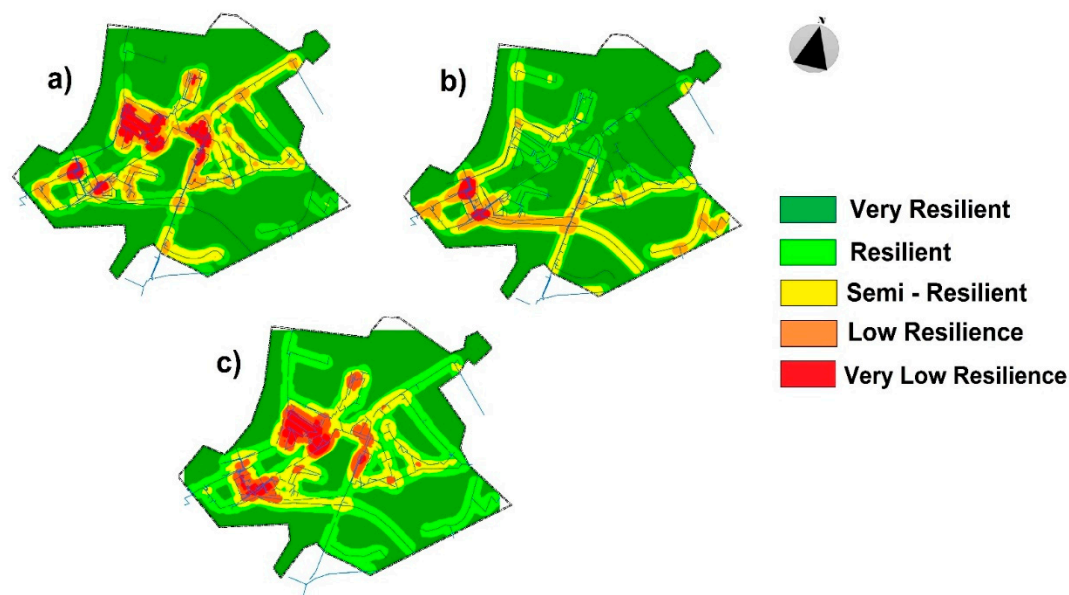 N
a)
b)
c)
Very Resilient
Resilient
Semi - Resilient
Low Resilience
Very Low Resilience